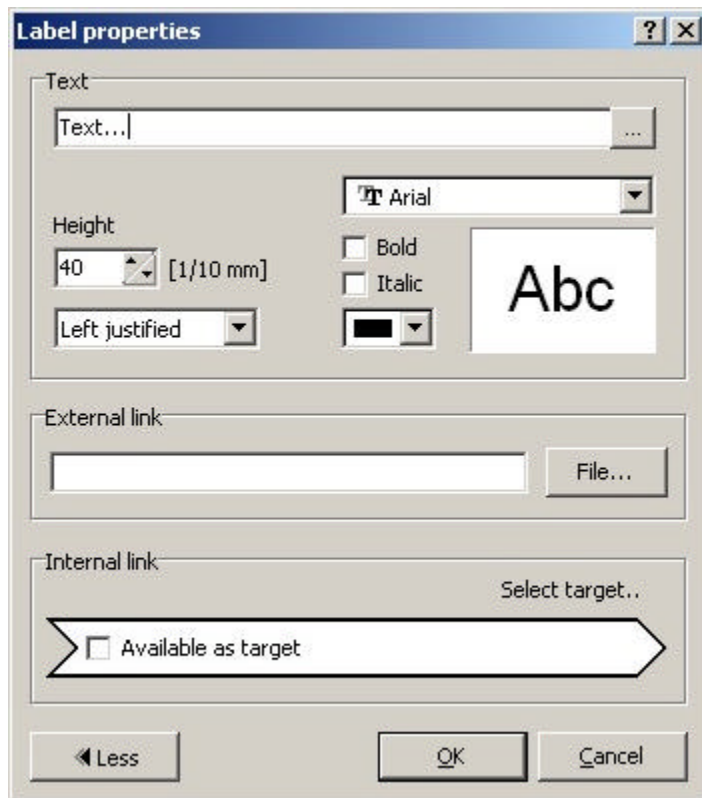 Label properties
Text
Text...
...
Arial
Height
Bold
40 [1/10 mm]
Italic
Abc
Left justified
External link
File...
Internal link
Select target..
Available as target
Less
OK
Cancel